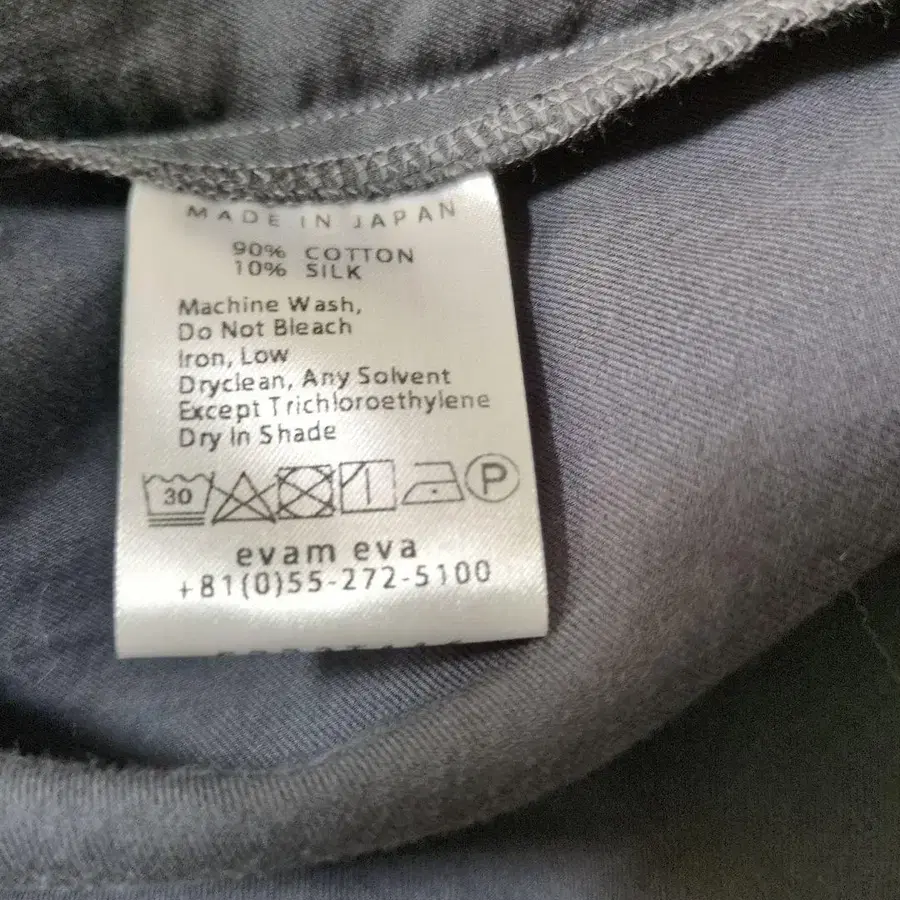 MADE IN JAPAN
90% COTTON
10% SILK
Machine Wash,
Do Not Bleach
Iron, Low
Dryclean, Any Solvent
Except Trichloroethylene
Dry In Shade
30 P
evam eva
+81(0)55-272-5100